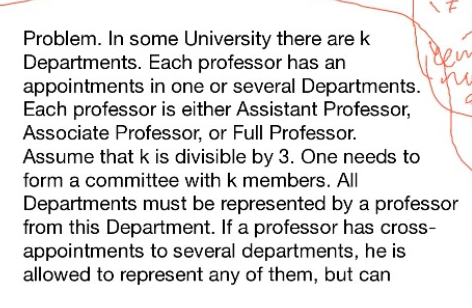 Problem. In some University there are k
Departments. Each professor has an
appointments in one or several Departments.
Each professor is either Assistant Professor,
Associate Professor, or Full Professor.
Assume that k is divisible by 3. One needs to
form a committee with k members. All
Departments must be represented by a professor
from this Department. If a professor has cross-
appointments to several departments, he is
allowed to represent any of them, but can